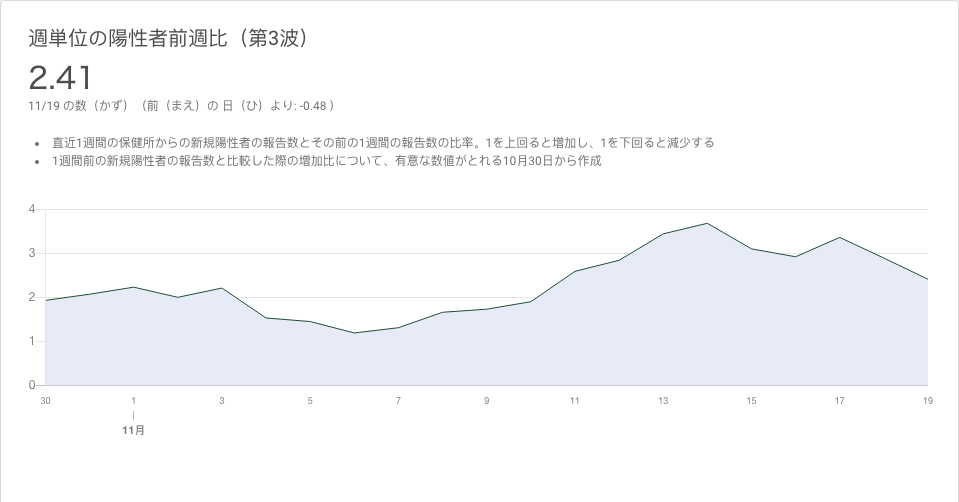 週単位の陽性者前週比（第3波）
2.41
11/19 の数（かず）（前（まえ）の 日（ひ）より: -0.48 ）
• 直近1週間の保健所からの新規陽性者の報告数とその前の1週間の報告数の比率。1を上回ると増加し、1を下回ると減少する
• 1週間前の新規陽性者の報告数と比較した際の増加比について、有意な数値がとれる10月30日から作成
4
3
2
1
0
30 1 3 5 7 9 11 13 15 17 19
11月